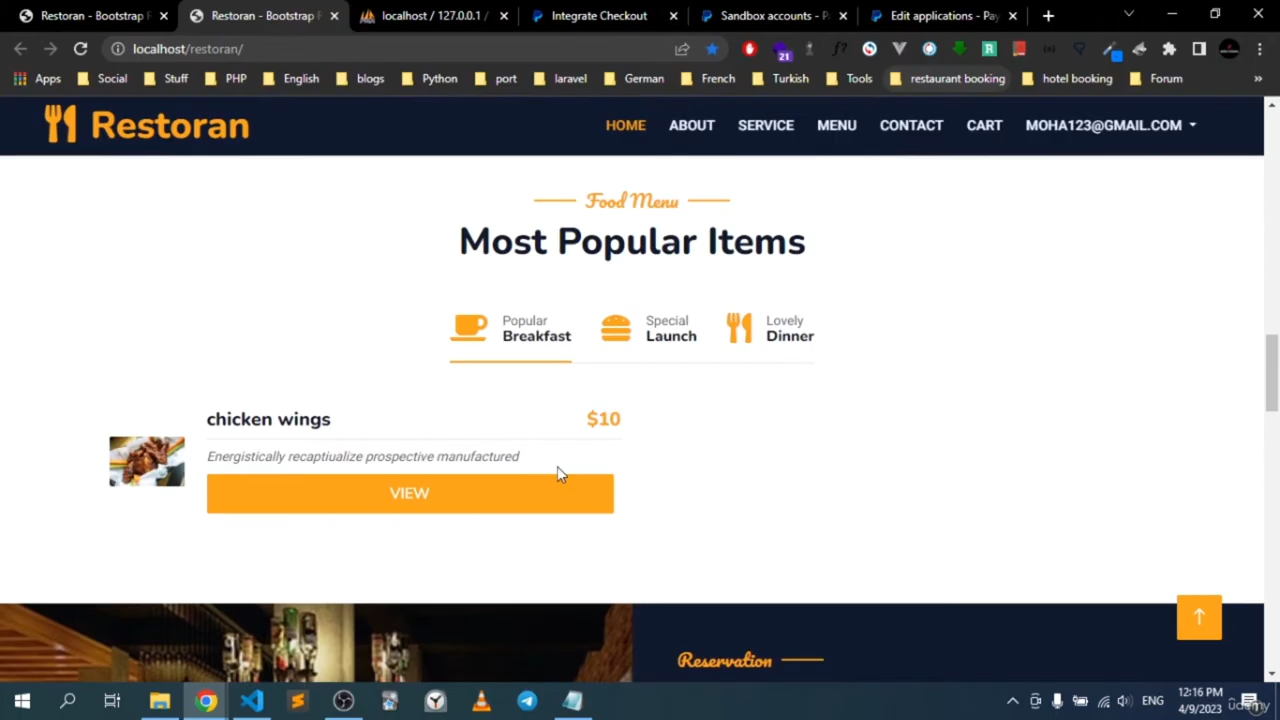 Restoran - Bootstrap R
Restoran - Bootstrap R
localhost / 127.0.0.1 /
Integrate Checkout
Sandbox accounts - Pa
Edit applications - Pay
localhost/restoran/
21
Apps
Social
Stuff
PHP
English
blogs
Python
port
laravel
German
French
Turkish
Tools
restaurant booking
hotel booking
Forum
Restoran
HOME
ABOUT
SERVICE
MENU
CONTACT
CART
MOHA123@GMAIL.COM
Food Menu
Most Popular Items
Popular
Breakfast
Special
Launch
Lovely
Dinner
chicken wings
$10
Energistically recaptiualize prospective manufactured
VIEW
Reservation
ENG
12:16 PM
4/9/2023
udemy